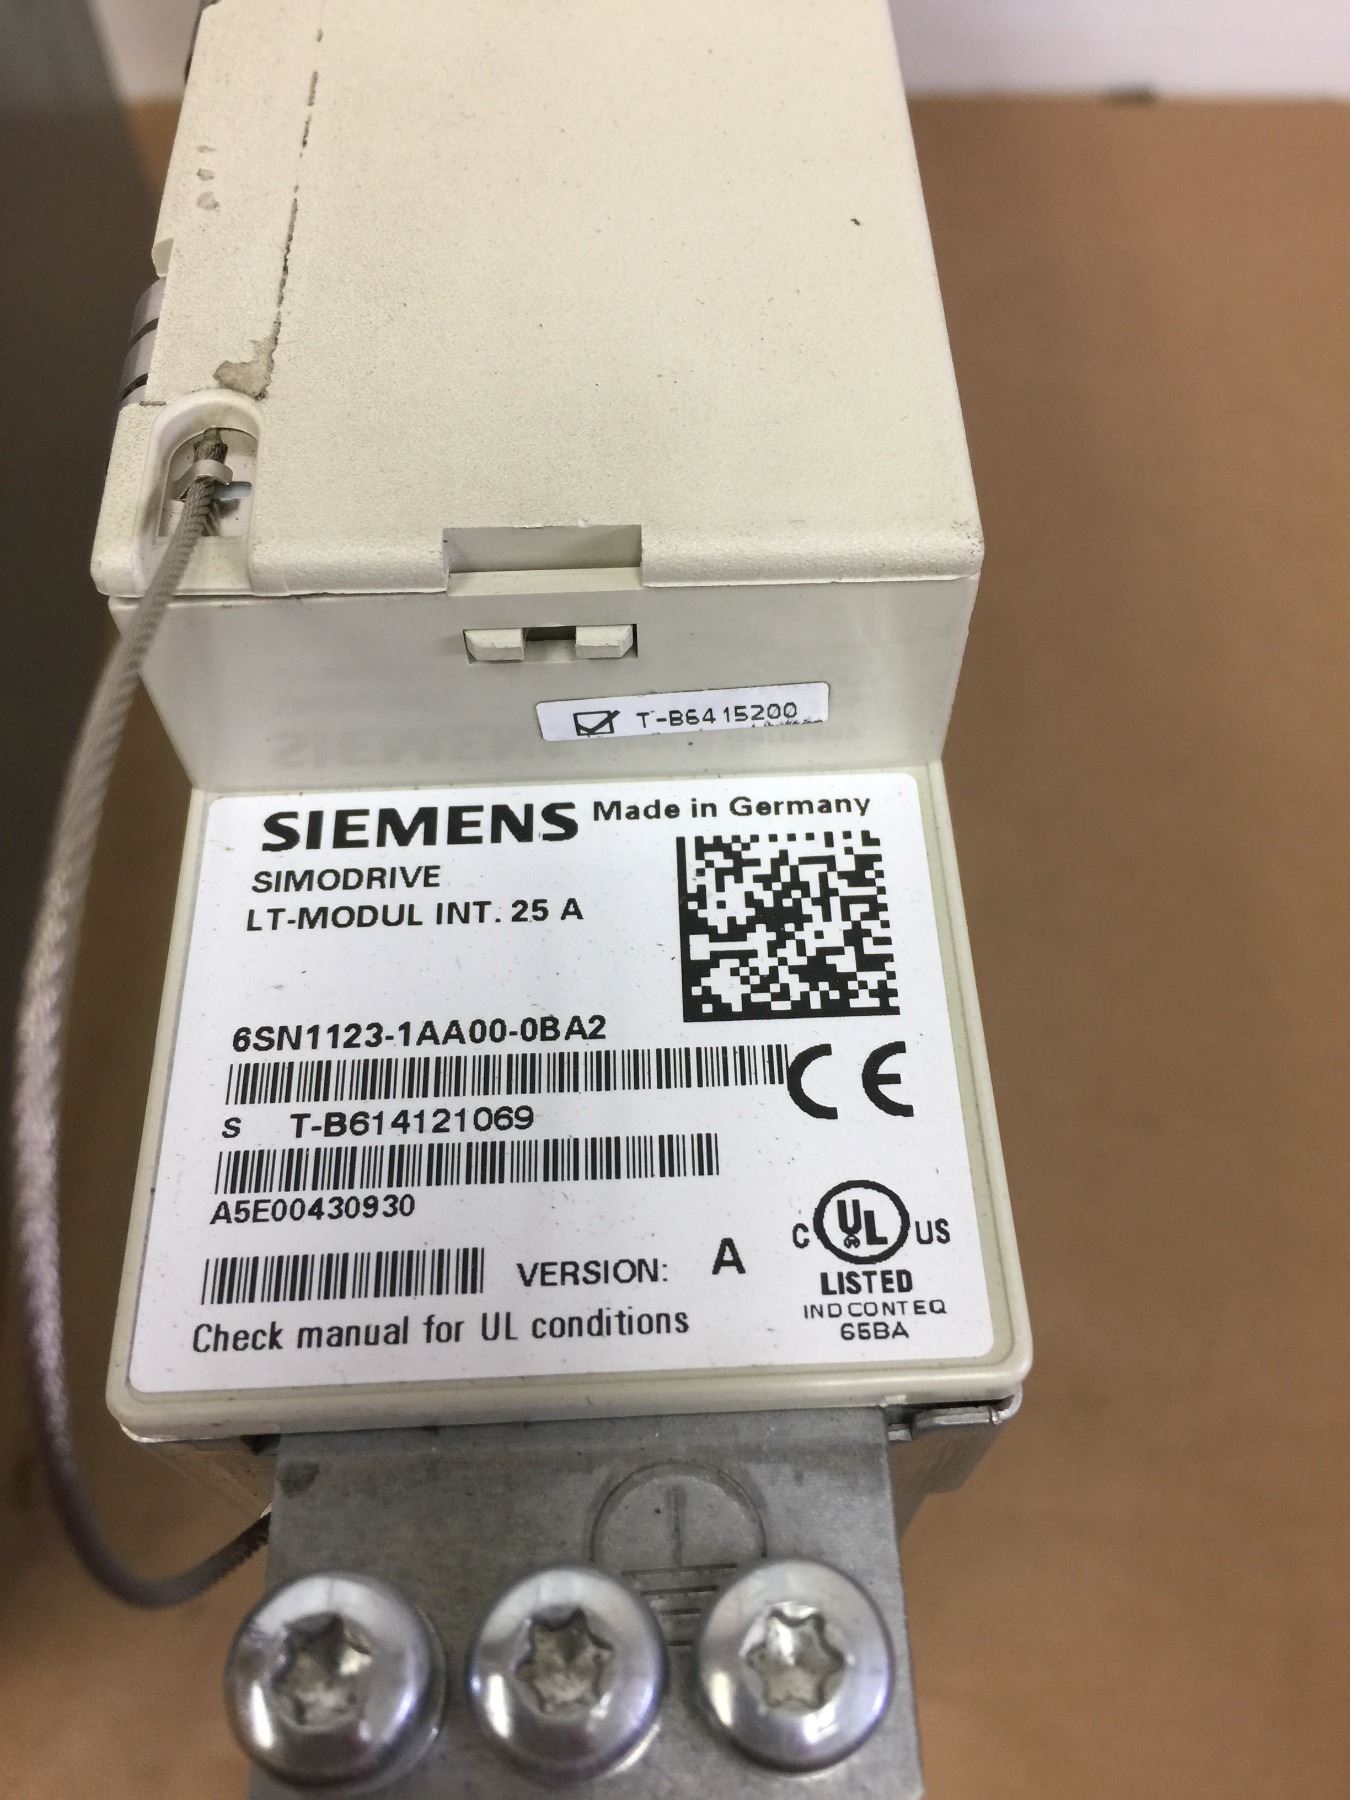 T-B6415200
SIEMENS Made in Germany
SIMODRIVE
LT-MODUL INT. 25 A
6SN1123-1AA00-0BA2
CE
S T-B614121069
A5E00430930
VERSION: A
C UL US
LISTED
IND CONT EQ
65BA
Check manual for UL conditions